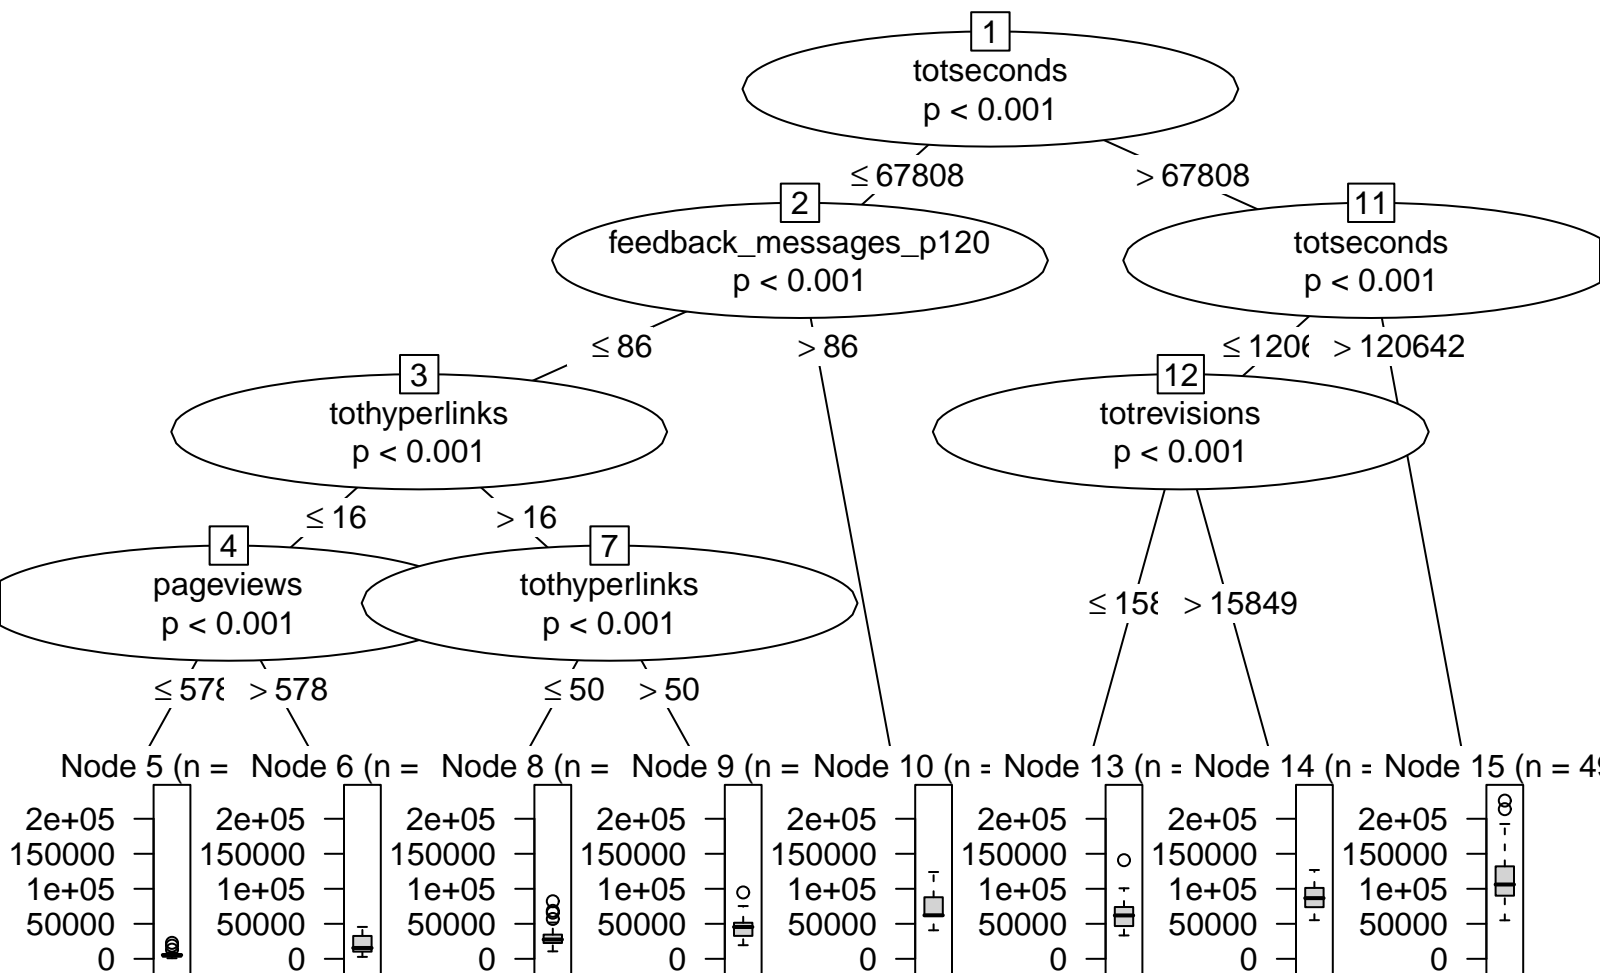 1
totseconds
p < 0.001
≤ 67808
> 67808
2
feedback_messages_p120
p < 0.001
11
totseconds
p < 0.001
≤ 86
> 86
≤ 1206
> 120642
3
tothyperlinks
p < 0.001
12
totrevisions
p < 0.001
≤ 16
> 16
4
pageviews
p < 0.001
7
tothyperlinks
p < 0.001
≤ 158
> 15849
≤ 578
> 578
≤ 50
> 50
Node 5 (n =
Node 6 (n =
Node 8 (n =
Node 9 (n =
Node 10 (n =
Node 13 (n =
Node 14 (n =
Node 15 (n = 49
2e+05
150000
1e+05
50000
0
2e+05
150000
1e+05
50000
0
2e+05
150000
1e+05
50000
0
2e+05
150000
1e+05
50000
0
2e+05
150000
1e+05
50000
0
2e+05
150000
1e+05
50000
0
2e+05
150000
1e+05
50000
0
2e+05
150000
1e+05
50000
0